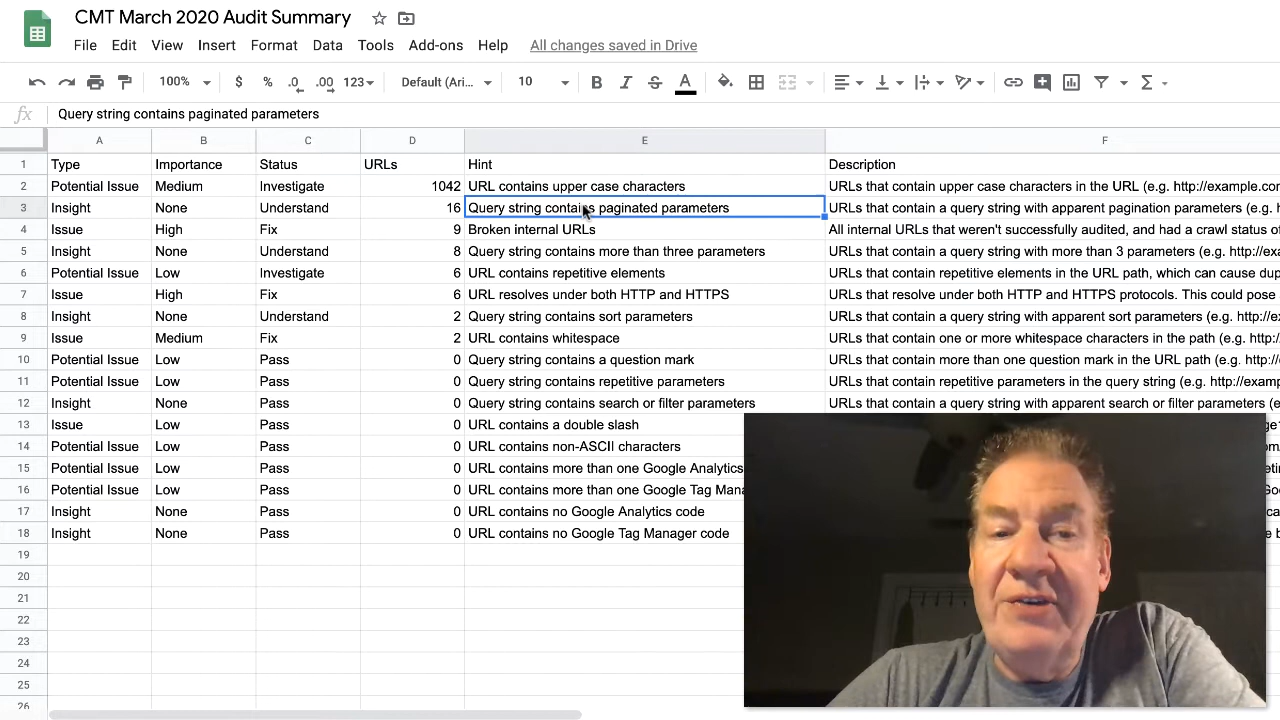 CMT March 2020 Audit Summary
File Edit View Insert Format Data Tools Add-ons Help All changes saved in Drive
100% $ % .0 .00 123 Default (Ari... 10 B I S A
fx Query string contains paginated parameters
A B C D E F
1 Type Importance Status URLs Hint Description
2 Potential Issue Medium Investigate 1042 URL contains upper case characters URLs that contain upper case characters in the URL (e.g. http://example.com
3 Insight None Understand 16 Query string contains paginated parameters URLs that contain a query string with apparent pagination parameters (e.g. h
4 Issue High Fix 9 Broken internal URLs All internal URLs that weren't successfully audited, and had a crawl status of
5 Insight None Understand 8 Query string contains more than three parameters URLs that contain a query string with more than 3 parameters (e.g. http://exa
6 Potential Issue Low Investigate 6 URL contains repetitive elements URLs that contain repetitive elements in the URL path, which can cause dup
7 Issue High Fix 6 URL resolves under both HTTP and HTTPS URLs that resolve under both HTTP and HTTPS protocols. This could pose
8 Insight None Understand 2 Query string contains sort parameters URLs that contain a query string with apparent sort parameters (e.g. http://ex
9 Issue Medium Fix 2 URL contains whitespace URLs that contain one or more whitespace characters in the path (e.g. http://e
10 Potential Issue Low Pass 0 Query string contains a question mark URLs that contain more than one question mark in the URL path (e.g. http://
11 Potential Issue Low Pass 0 Query string contains repetitive parameters URLs that contain repetitive parameters in the query string (e.g. http://examp
12 Insight None Pass 0 Query string contains search or filter parameters URLs that contain a query string with apparent search or filter parameters (e
13 Issue Low Pass 0 URL contains a double slash
14 Potential Issue Low Pass 0 URL contains non-ASCII characters
15 Potential Issue Low Pass 0 URL contains more than one Google Analytics
16 Potential Issue Low Pass 0 URL contains more than one Google Tag Mana
17 Insight None Pass 0 URL contains no Google Analytics code
18 Insight None Pass 0 URL contains no Google Tag Manager code
19
20
21
22
23
24
25
26